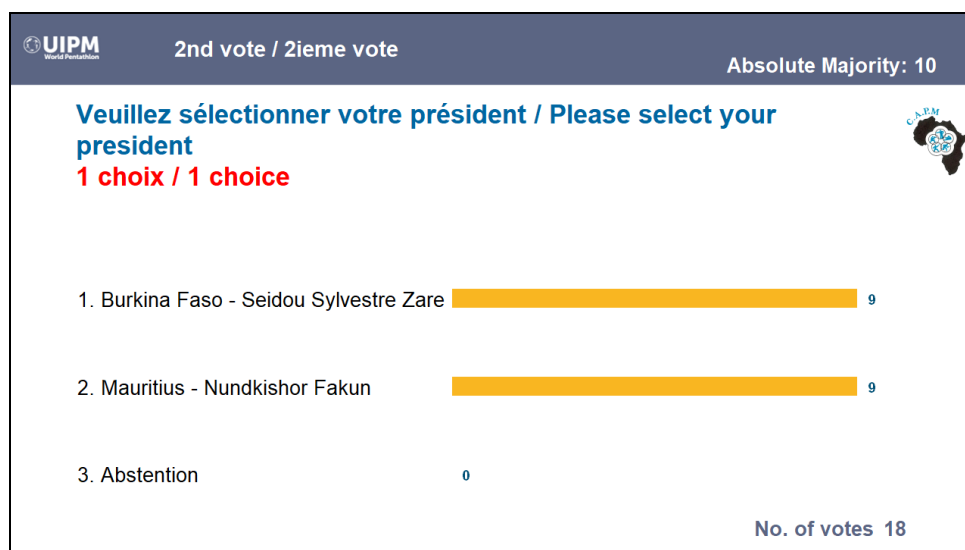 UIPM
World Pentathlon
2nd vote / 2ieme vote
Absolute Majority: 10
Veuillez sélectionner votre président / Please select your
president
1 choix / 1 choice
C.A.P.M
1. Burkina Faso - Seidou Sylvestre Zare 9
2. Mauritius - Nundkishor Fakun 9
3. Abstention 0
No. of votes 18